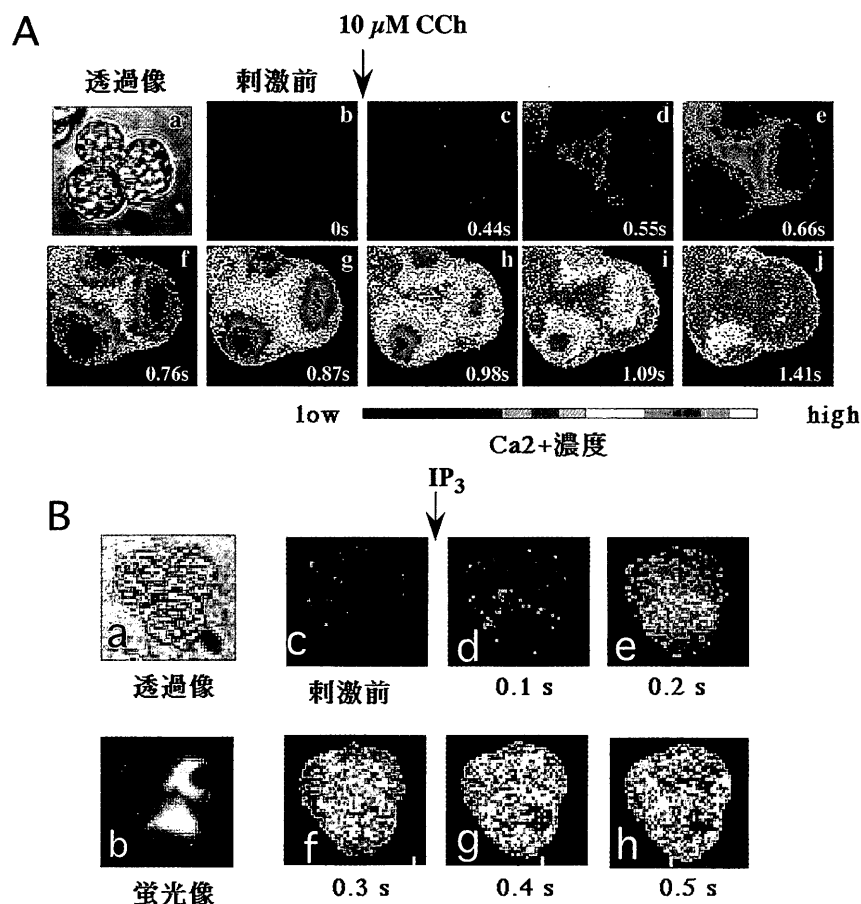 A
10 μM CCh
透過像 刺激前
a b c d e
0s 0.44s 0.55s 0.66s
f g h i j
0.76s 0.87s 0.98s 1.09s 1.41s
low high
Ca2+濃度
IP3
B
a c d e
透過像 刺激前 0.1 s 0.2 s
b f g h
蛍光像 0.3 s 0.4 s 0.5 s